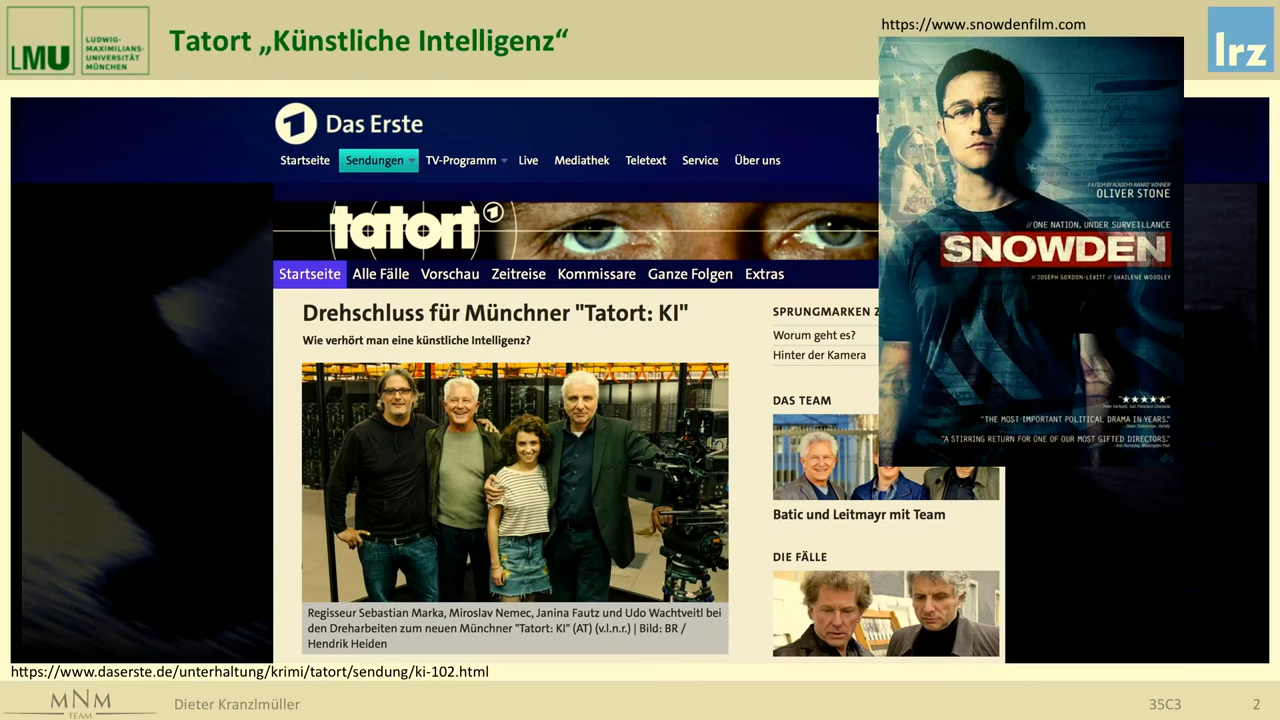 LMU
LUDWIG-
MAXIMILIANS-
UNIVERSITÄT
MÜNCHEN
Tatort „Künstliche Intelligenz“
https://www.snowdenfilm.com
lrz
Das Erste
Startseite Sendungen TV-Programm Live Mediathek Teletext Service Über uns
tatort
Startseite Alle Fälle Vorschau Zeitreise Kommissare Ganze Folgen Extras
Drehschluss für Münchner "Tatort: KI"
Wie verhört man eine künstliche Intelligenz?
Regisseur Sebastian Marka, Miroslav Nemec, Janina Fautz und Udo Wachtveitl bei
den Dreharbeiten zum neuen Münchner "Tatort: KI" (AT) (v.l.n.r.) | Bild: BR /
Hendrik Heiden
SPRUNGMARKEN Z
Worum geht es?
Hinter der Kamera
DAS TEAM
Batic und Leitmayr mit Team
DIE FÄLLE
A FILM BY ACADEMY AWARD WINNER
OLIVER STONE
// ONE NATION, UNDER SURVEILLANCE
SNOWDEN
// JOSEPH GORDON-LEVITT // SHAILENE WOODLEY
★★★★★"
"THE MOST IMPORTANT POLITICAL DRAMA IN YEARS."
"A STIRRING RETURN FOR ONE OF OUR MOST GIFTED DIRECTORS."
https://www.daserste.de/unterhaltung/krimi/tatort/sendung/ki-102.html
MNM
TEAM
Dieter Kranzlmüller
35C3
2